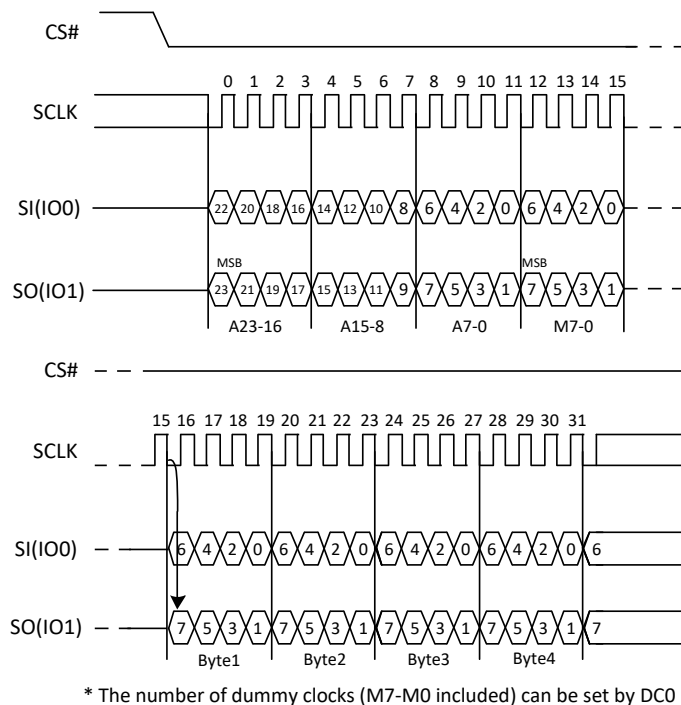 CS#
0 1 2 3 4 5 6 7 8 9 10 11 12 13 14 15
SCLK
SI(IO0) 22 20 18 16 14 12 10 8 6 4 2 0 6 4 2 0
MSB MSB
SO(IO1) 23 21 19 17 15 13 11 9 7 5 3 1 7 5 3 1
A23-16 A15-8 A7-0 M7-0
CS#
15 16 17 18 19 20 21 22 23 24 25 26 27 28 29 30 31
SCLK
SI(IO0) 6 4 2 0 6 4 2 0 6 4 2 0 6 4 2 0 6
SO(IO1) 7 5 3 1 7 5 3 1 7 5 3 1 7 5 3 1 7
Byte1 Byte2 Byte3 Byte4
* The number of dummy clocks (M7-M0 included) can be set by DC0